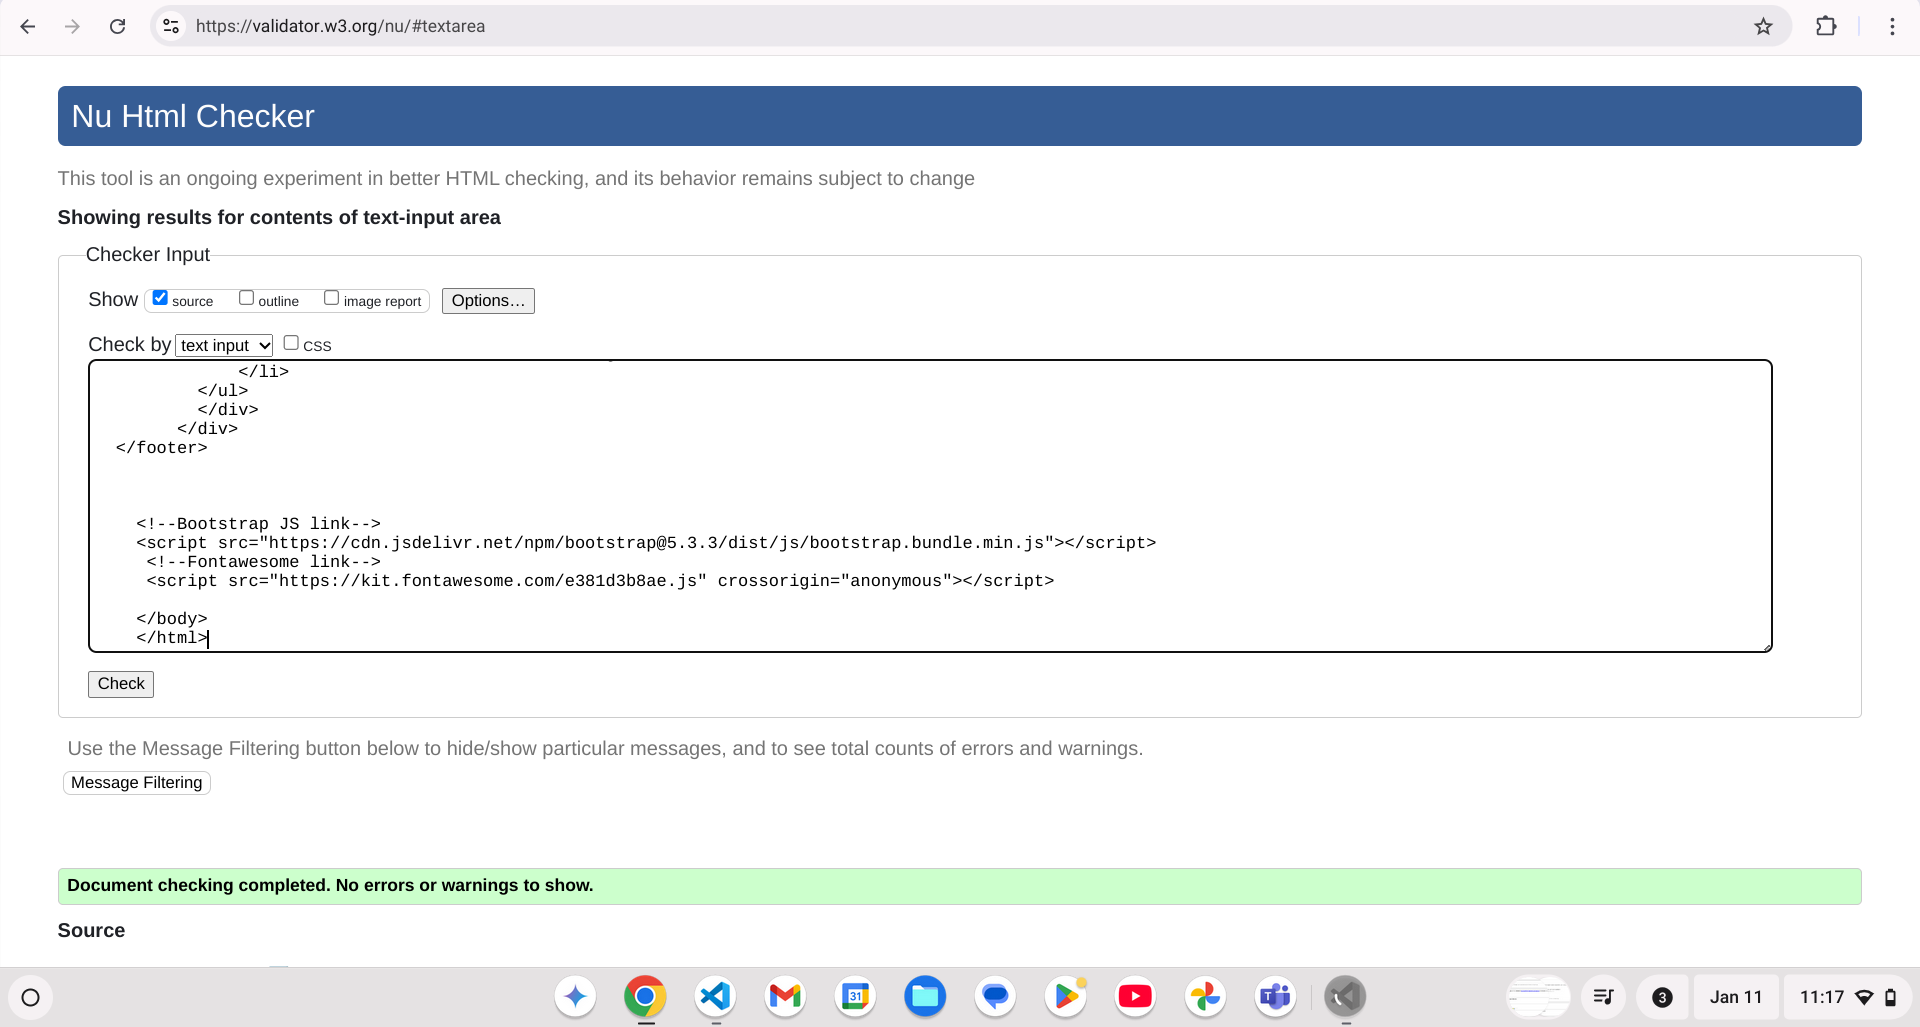 https://validator.w3.org/nu/#textarea
Nu Html Checker
This tool is an ongoing experiment in better HTML checking, and its behavior remains subject to change
Showing results for contents of text-input area
Checker Input
Show source outline image report Options...
Check by text input CSS
</li>
</ul>
</div>
</div>
</footer>
<!--Bootstrap JS link-->
<script src="https://cdn.jsdelivr.net/npm/bootstrap@5.3.3/dist/js/bootstrap.bundle.min.js"></script>
<!--Fontawesome link-->
<script src="https://kit.fontawesome.com/e381d3b8ae.js" crossorigin="anonymous"></script>
</body>
</html>
Check
Use the Message Filtering button below to hide/show particular messages, and to see total counts of errors and warnings.
Message Filtering
Document checking completed. No errors or warnings to show.
Source
31
T
3
Jan 11
11:17